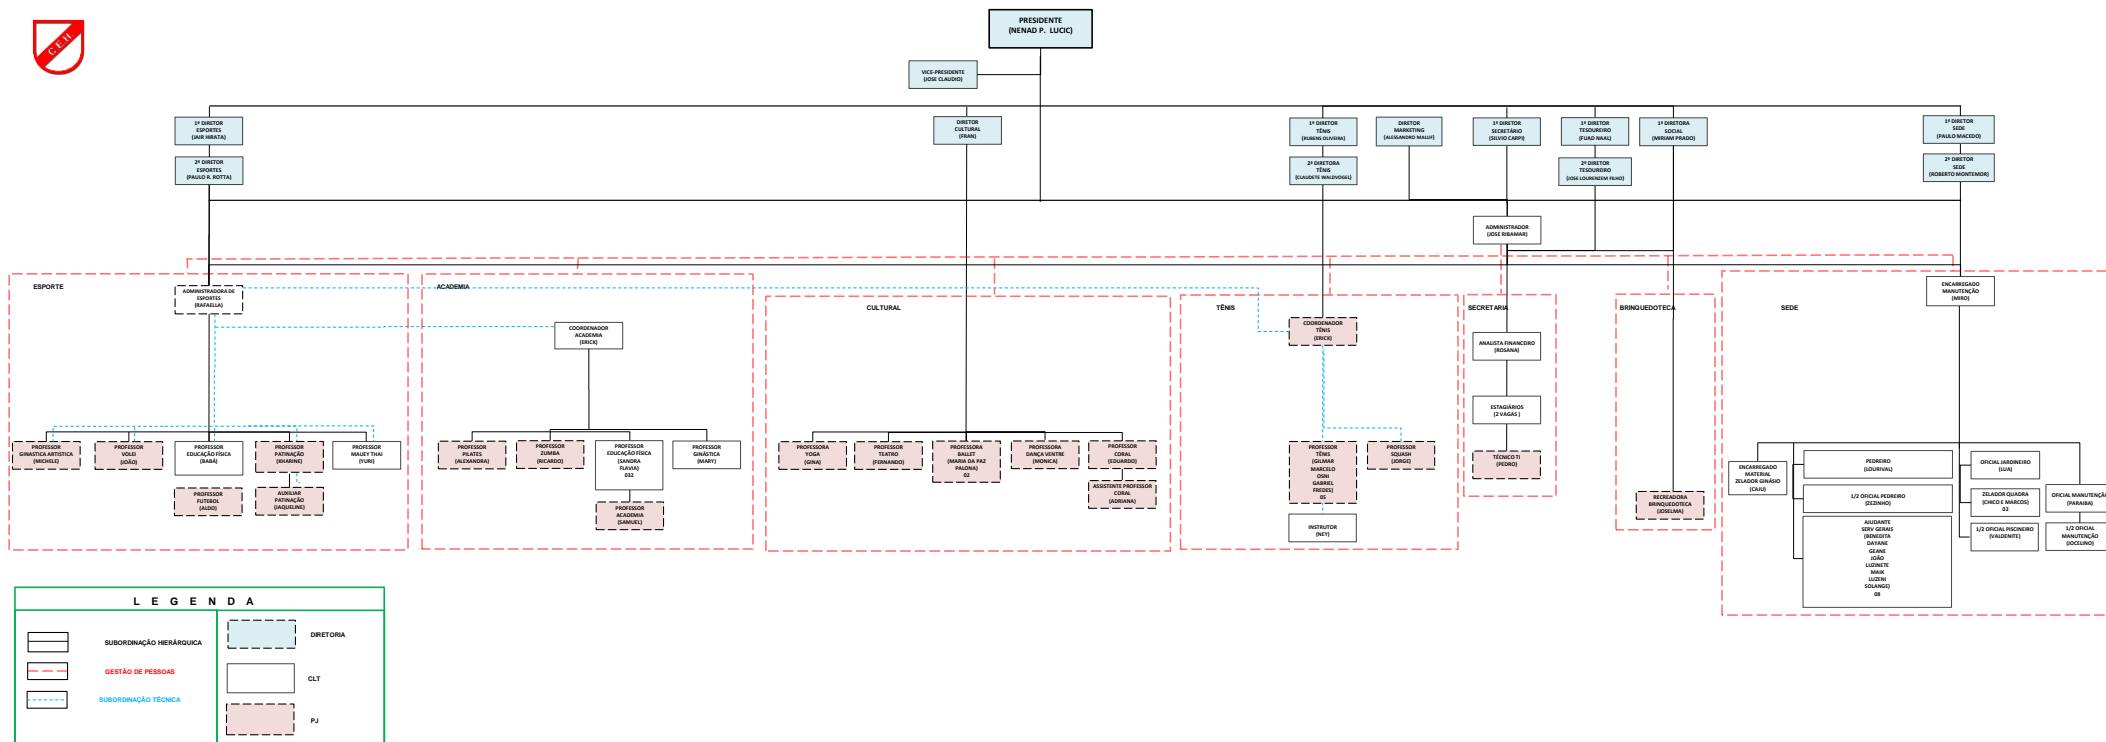 CEH
PRESIDENTE
(NENAD P. LUCIC)
VICE-PRESIDENTE
(JOSE CLAUDIO)
1º DIRETOR
ESPORTES
(JAIR HIRATA)
2º DIRETOR
ESPORTES
(PAULO R. ROTTA)
DIRETOR
CULTURAL
(FRAN)
1º DIRETOR
TÊNIS
(RUBENS OLIVEIRA)
2ª DIRETORA
TÊNIS
(CLAUDETE WALDVOGEL)
DIRETOR
MARKETING
(ALESSANDRO MALUF)
1º DIRETOR
SECRETÁRIO
(SILVIO CARPI)
1º DIRETOR
TESOUREIRO
(FUAD NAAL)
2º DIRETOR
TESOUREIRO
(JOSE LOURENZEM FILHO)
1ª DIRETORA
SOCIAL
(MIRIAM PRADO)
1º DIRETOR
SEDE
(PAULO MACEDO)
2º DIRETOR
SEDE
(ROBERTO MONTEMOR)
ADMINISTRADOR
(JOSE RIBAMAR)
ESPORTE
ADMINISTRADORA DE
ESPORTES
(RAFAELLA)
PROFESSOR
GINASTICA ARTISTICA
(MICHELE)
PROFESSOR
VOLEI
(JOÃO)
PROFESSOR
EDUCAÇÃO FÍSICA
(BABÁ)
PROFESSOR
PATINAÇÃO
(KHARINE)
PROFESSOR
MAUEY THAI
(YURI)
PROFESSOR
FUTEBOL
(ALDO)
AUXILIAR
PATINAÇÃO
(JAQUELINE)
ACADEMIA
COORDENADOR
ACADEMIA
(ERICK)
PROFESSOR
PILATES
(ALEXANDRA)
PROFESSOR
ZUMBA
(RICARDO)
PROFESSOR
EDUCAÇÃO FÍSICA
(SANDRA
FLAVIA)
032
PROFESSOR
GINÁSTICA
(MARY)
PROFESSOR
ACADEMIA
(SAMUEL)
CULTURAL
PROFESSORA
YOGA
(GINA)
PROFESSOR
TEATRO
(FERNANDO)
PROFESSORA
BALLET
(MARIA DA PAZ
PALONA)
02
PROFESSORA
DANÇA VENTRE
(MONICA)
PROFESSOR
CORAL
(EDUARDO)
ASSISTENTE PROFESSOR
CORAL
(ADRIANA)
TÊNIS
COORDENADOR
TÊNIS
(ERICK)
PROFESSOR
TÊNIS
(GILMAR
MARCELO
OSNI
GABRIEL
FREDES)
05
PROFESSOR
SQUASH
(JORGE)
INSTRUTOR
(NEY)
SECRETARIA
ANALISTA FINANCEIRO
(ROSANA)
ESTAGIÁRIOS
(2 VAGAS )
TÉCNICO TI
(PEDRO)
BRINQUEDOTECA
RECREADORA
BRINQUEDOTECA
(JOSELMA)
SEDE
ENCARREGADO
MANUTENÇÃO
(MIRO)
ENCARREGADO
MATERIAL
ZELADOR GINÁSIO
(CAJU)
PEDREIRO
(LOURIVAL)
1/2 OFICIAL PEDREIRO
(ZEZINHO)
AJUDANTE
SERV GERAIS
(BENEDITA
DAYANE
GEANE
JOÃO
LUZINETE
MAIK
LUZENI
SOLANGE)
08
OFICIAL JARDINEIRO
(LUA)
ZELADOR QUADRA
(CHICO E MARCOS)
02
1/2 OFICIAL PISCINEIRO
(VALDENITE)
OFICIAL MANUTENÇÃO
(PARAIBA)
1/2 OFICIAL
MANUTENÇÃO
(JOCELINO)
L E G E N D A
SUBORDINAÇÃO HIERÁRQUICA
GESTÃO DE PESSOAS
SUBORDINAÇÃO TÉCNICA
DIRETORIA
CLT
PJ